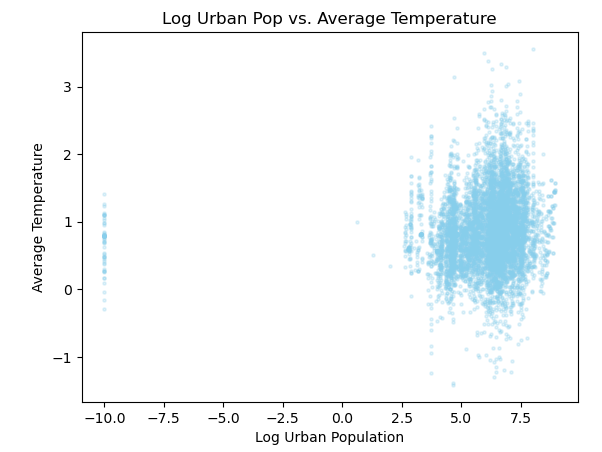 Log Urban Pop vs. Average Temperature
3
2
1
0
−1
Average Temperature
−10.0 −7.5 −5.0 −2.5 0.0 2.5 5.0 7.5
Log Urban Population